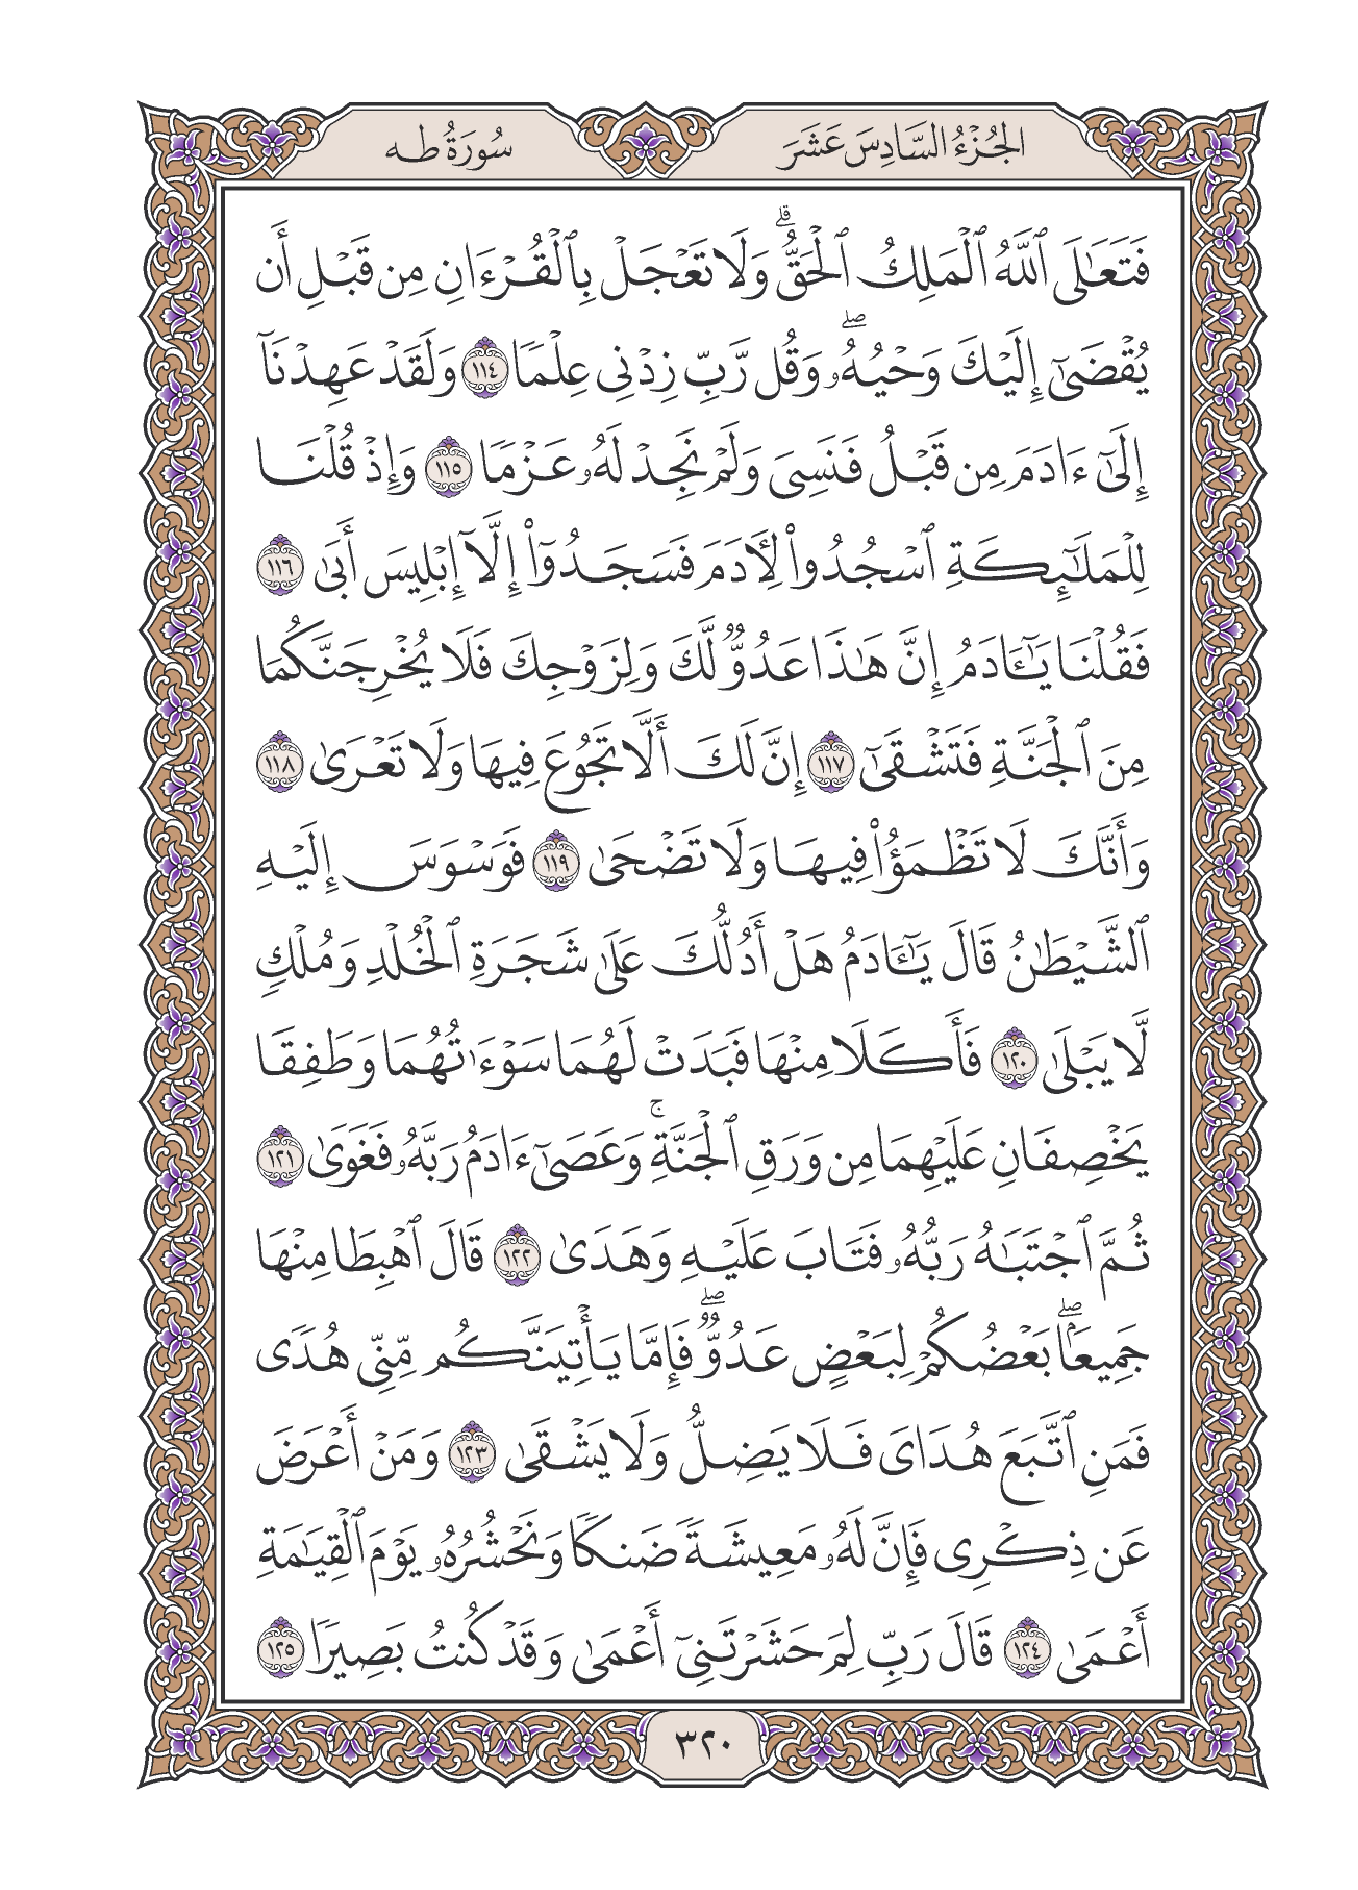 الجُزْءُ السَّادِسَ عَشَرَ
سُورَةُ طه
فَتَعَٰلَى ٱللَّهُ ٱلْمَلِكُ ٱلْحَقُّۗ وَلَا تَعْجَلْ بِٱلْقُرْءَانِ مِن قَبْلِ أَن
يُقْضَىٰٓ إِلَيْكَ وَحْيُهُۥۖ وَقُل رَّبِّ زِدْنِى عِلْمًا ١١٤ وَلَقَدْ عَهِدْنَآ
إِلَىٰٓ ءَادَمَ مِن قَبْلُ فَنَسِىَ وَلَمْ نَجِدْ لَهُۥ عَزْمًا ١١٥ وَإِذْ قُلْنَا
لِلْمَلَٰٓئِكَةِ ٱسْجُدُوا۟ لِءَادَمَ فَسَجَدُوٓا۟ إِلَّآ إِبْلِيسَ أَبَىٰ ١١٦
فَقُلْنَا يَٰٓـَٔادَمُ إِنَّ هَٰذَا عَدُوٌّ لَّكَ وَلِزَوْجِكَ فَلَا يُخْرِجَنَّكُمَا
مِنَ ٱلْجَنَّةِ فَتَشْقَىٰٓ ١١٧ إِنَّ لَكَ أَلَّا تَجُوعَ فِيهَا وَلَا تَعْرَىٰ ١١٨
وَأَنَّكَ لَا تَظْمَؤُا۟ فِيهَا وَلَا تَضْحَىٰ ١١٩ فَوَسْوَسَ إِلَيْهِ
ٱلشَّيْطَٰنُ قَالَ يَٰٓـَٔادَمُ هَلْ أَدُلُّكَ عَلَىٰ شَجَرَةِ ٱلْخُلْدِ وَمُلْكٍ
لَّا يَبْلَىٰ ١٢٠ فَأَكَلَا مِنْهَا فَبَدَتْ لَهُمَا سَوْءَٰتُهُمَا وَطَفِقَا
يَخْصِفَانِ عَلَيْهِمَا مِن وَرَقِ ٱلْجَنَّةِۚ وَعَصَىٰٓ ءَادَمُ رَبَّهُۥ فَغَوَىٰ ١٢١
ثُمَّ ٱجْتَبَٰهُ رَبُّهُۥ فَتَابَ عَلَيْهِ وَهَدَىٰ ١٢٢ قَالَ ٱهْبِطَا مِنْهَا
جَمِيعًۢاۖ بَعْضُكُمْ لِبَعْضٍ عَدُوٌّۖ فَإِمَّا يَأْتِيَنَّكُم مِّنِّى هُدًى
فَمَنِ ٱتَّبَعَ هُدَاىَ فَلَا يَضِلُّ وَلَا يَشْقَىٰ ١٢٣ وَمَنْ أَعْرَضَ
عَن ذِكْرِى فَإِنَّ لَهُۥ مَعِيشَةً ضَنكًا وَنَحْشُرُهُۥ يَوْمَ ٱلْقِيَٰمَةِ
أَعْمَىٰ ١٢٤ قَالَ رَبِّ لِمَ حَشَرْتَنِىٓ أَعْمَىٰ وَقَدْ كُنتُ بَصِيرًا ١٢٥
٣٢٠